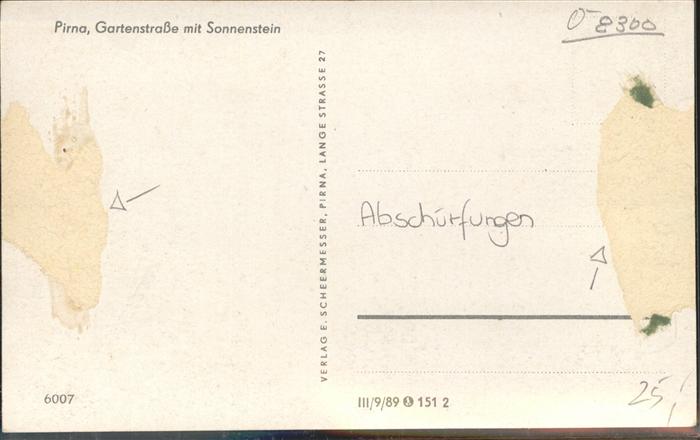 Pirna, Gartenstraße mit Sonnenstein
8300
VERLAG E. SCHEERMESSER, PIRNA, LANGE STRASSE 27
Abschürfungen
6007
III/9/89 151 2
25,